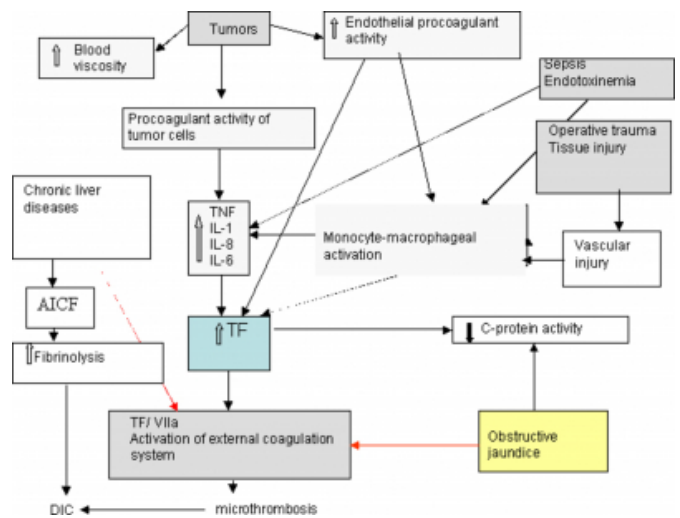 Tumors
Blood
viscosity
Endothelial procoagulant
activity
Sepsis
Endotoxinemia
Procoagulant activity of
tumor cells
Operative trauma
Tissue injury
Chronic liver
diseases
TNF
IL-1
IL-8
IL-6
Monocyte-macrophageal
activation
Vascular
injury
AICF
TF
C-protein activity
Fibrinolysis
TF/ VIIa
Activation of external coagulation
system
Obstructive
jaundice
DIC
microthrombosis